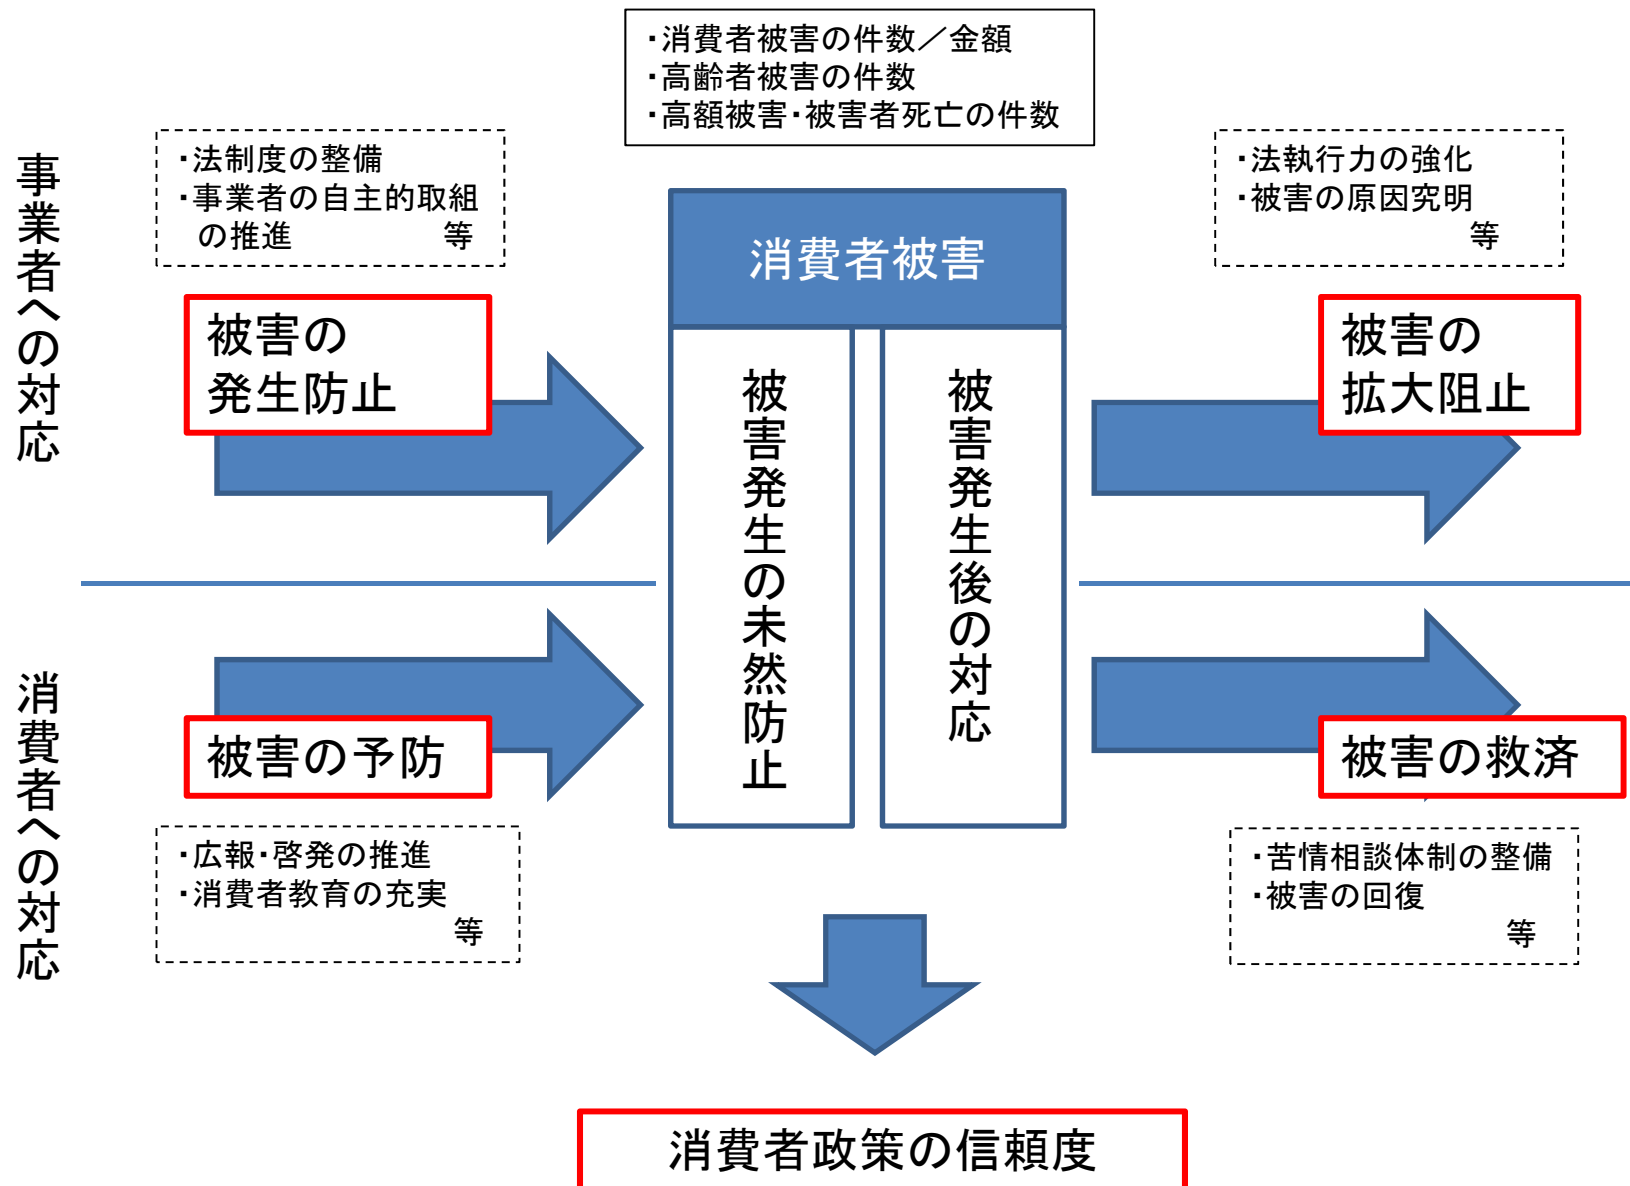 ・消費者被害の件数／金額
・高齢者被害の件数
・高額被害・被害者死亡の件数
事業者への対応
・法制度の整備
・事業者の自主的取組
の推進 等
被害の
発生防止
消費者被害
被害発生の未然防止
被害発生後の対応
・法執行力の強化
・被害の原因究明
等
被害の
拡大阻止
消費者への対応
被害の予防
・広報・啓発の推進
・消費者教育の充実
等
被害の救済
・苦情相談体制の整備
・被害の回復
等
消費者政策の信頼度